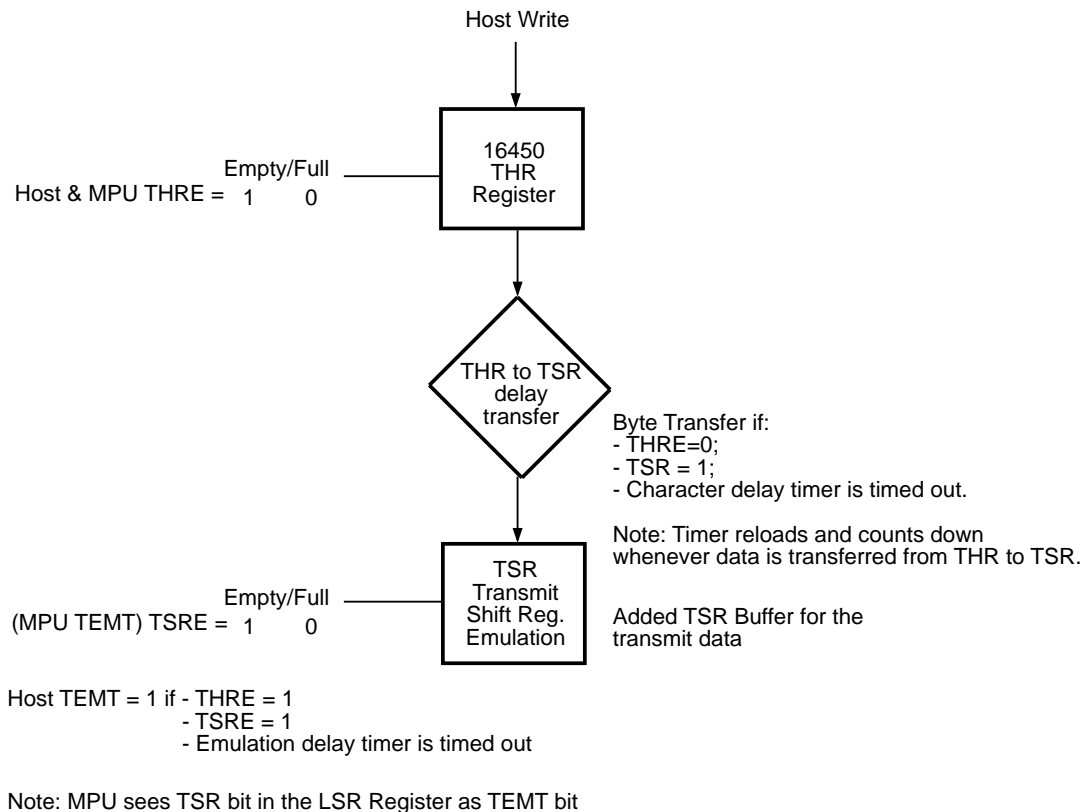 Host Write
16450
THR
Register
Empty/Full
Host & MPU THRE = 1 0
THR to TSR
delay
transfer
Byte Transfer if:
- THRE=0;
- TSR = 1;
- Character delay timer is timed out.
Note: Timer reloads and counts down
whenever data is transferred from THR to TSR.
TSR
Transmit
Shift Reg.
Emulation
Empty/Full
(MPU TEMT) TSRE = 1 0
Added TSR Buffer for the
transmit data
Host TEMT = 1 if - THRE = 1
- TSRE = 1
- Emulation delay timer is timed out
Note: MPU sees TSR bit in the LSR Register as TEMT bit